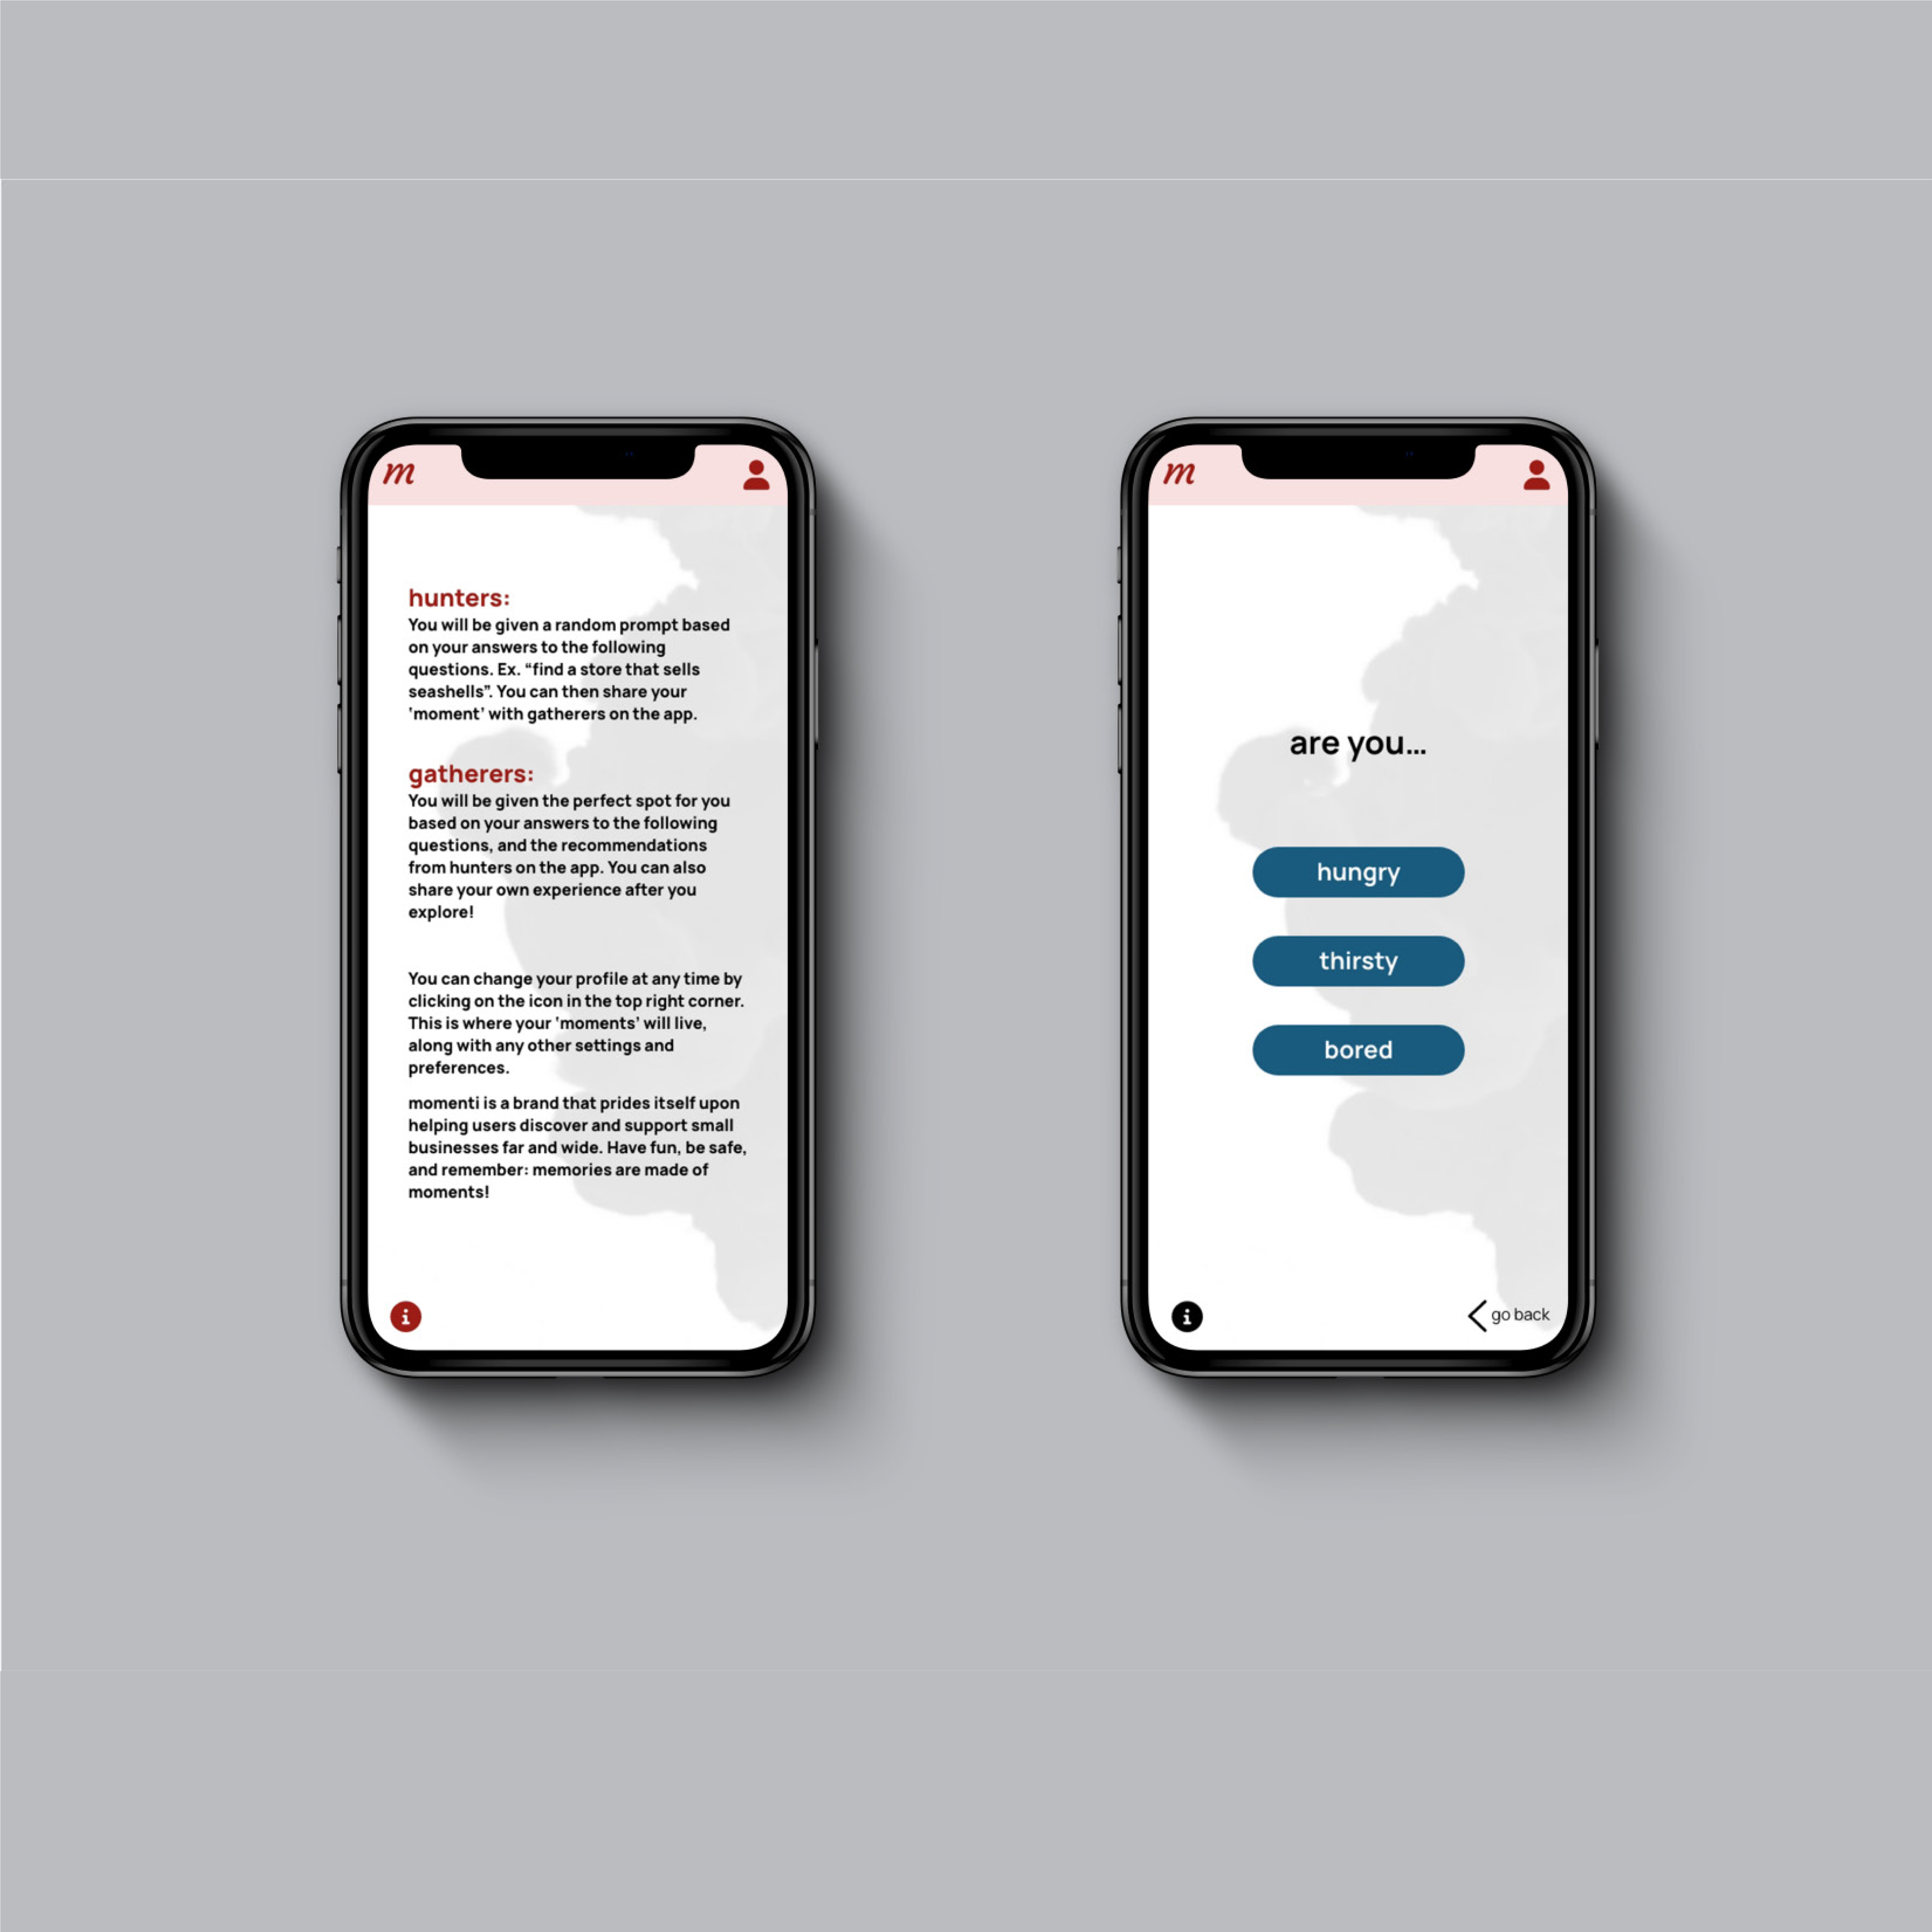 m
hunters:
You will be given a random prompt based
on your answers to the following
questions. Ex. “find a store that sells
seashells”. You can then share your
‘moment’ with gatherers on the app.
gatherers:
You will be given the perfect spot for you
based on your answers to the following
questions, and the recommendations
from hunters on the app. You can also
share your own experience after you
explore!
You can change your profile at any time by
clicking on the icon in the top right corner.
This is where your ‘moments’ will live,
along with any other settings and
preferences.
momenti is a brand that prides itself upon
helping users discover and support small
businesses far and wide. Have fun, be safe,
and remember: memories are made of
moments!
i
m
are you...
hungry
thirsty
bored
i
go back